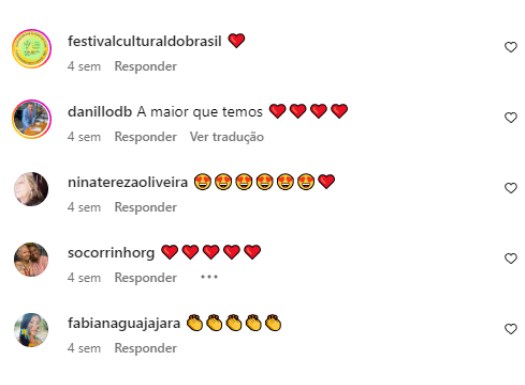 festivalculturaldobrasil ❤️
4 sem Responder
danillodb A maior que temos ❤️❤️❤️❤️
4 sem Responder Ver tradução
ninaterezaoliveira 😍😍😍😍😍😍❤️
4 sem Responder
socorrinhorg ❤️❤️❤️❤️❤️
4 sem Responder •••
fabianaguajajara 👏👏👏👏👏
4 sem Responder